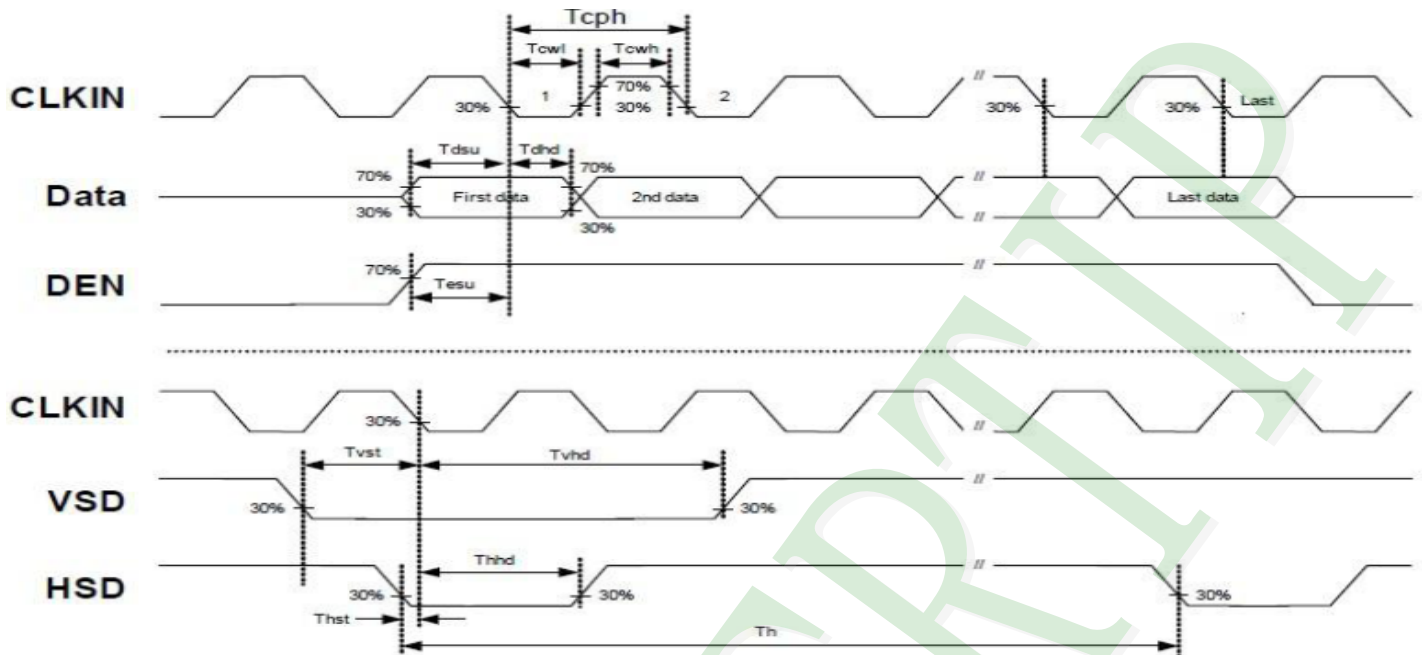 Tcph
Tcwl
Tcwh
CLKIN
30%
1
70%
30%
2
30%
30%
Last
Tdsu
Tdhd
70%
70%
Data
First data
2nd data
Last data
30%
30%
70%
DEN
Tesu
CLKIN
30%
Tvst
Tvhd
VSD
30%
30%
Thhd
HSD
30%
30%
30%
Thst
Th